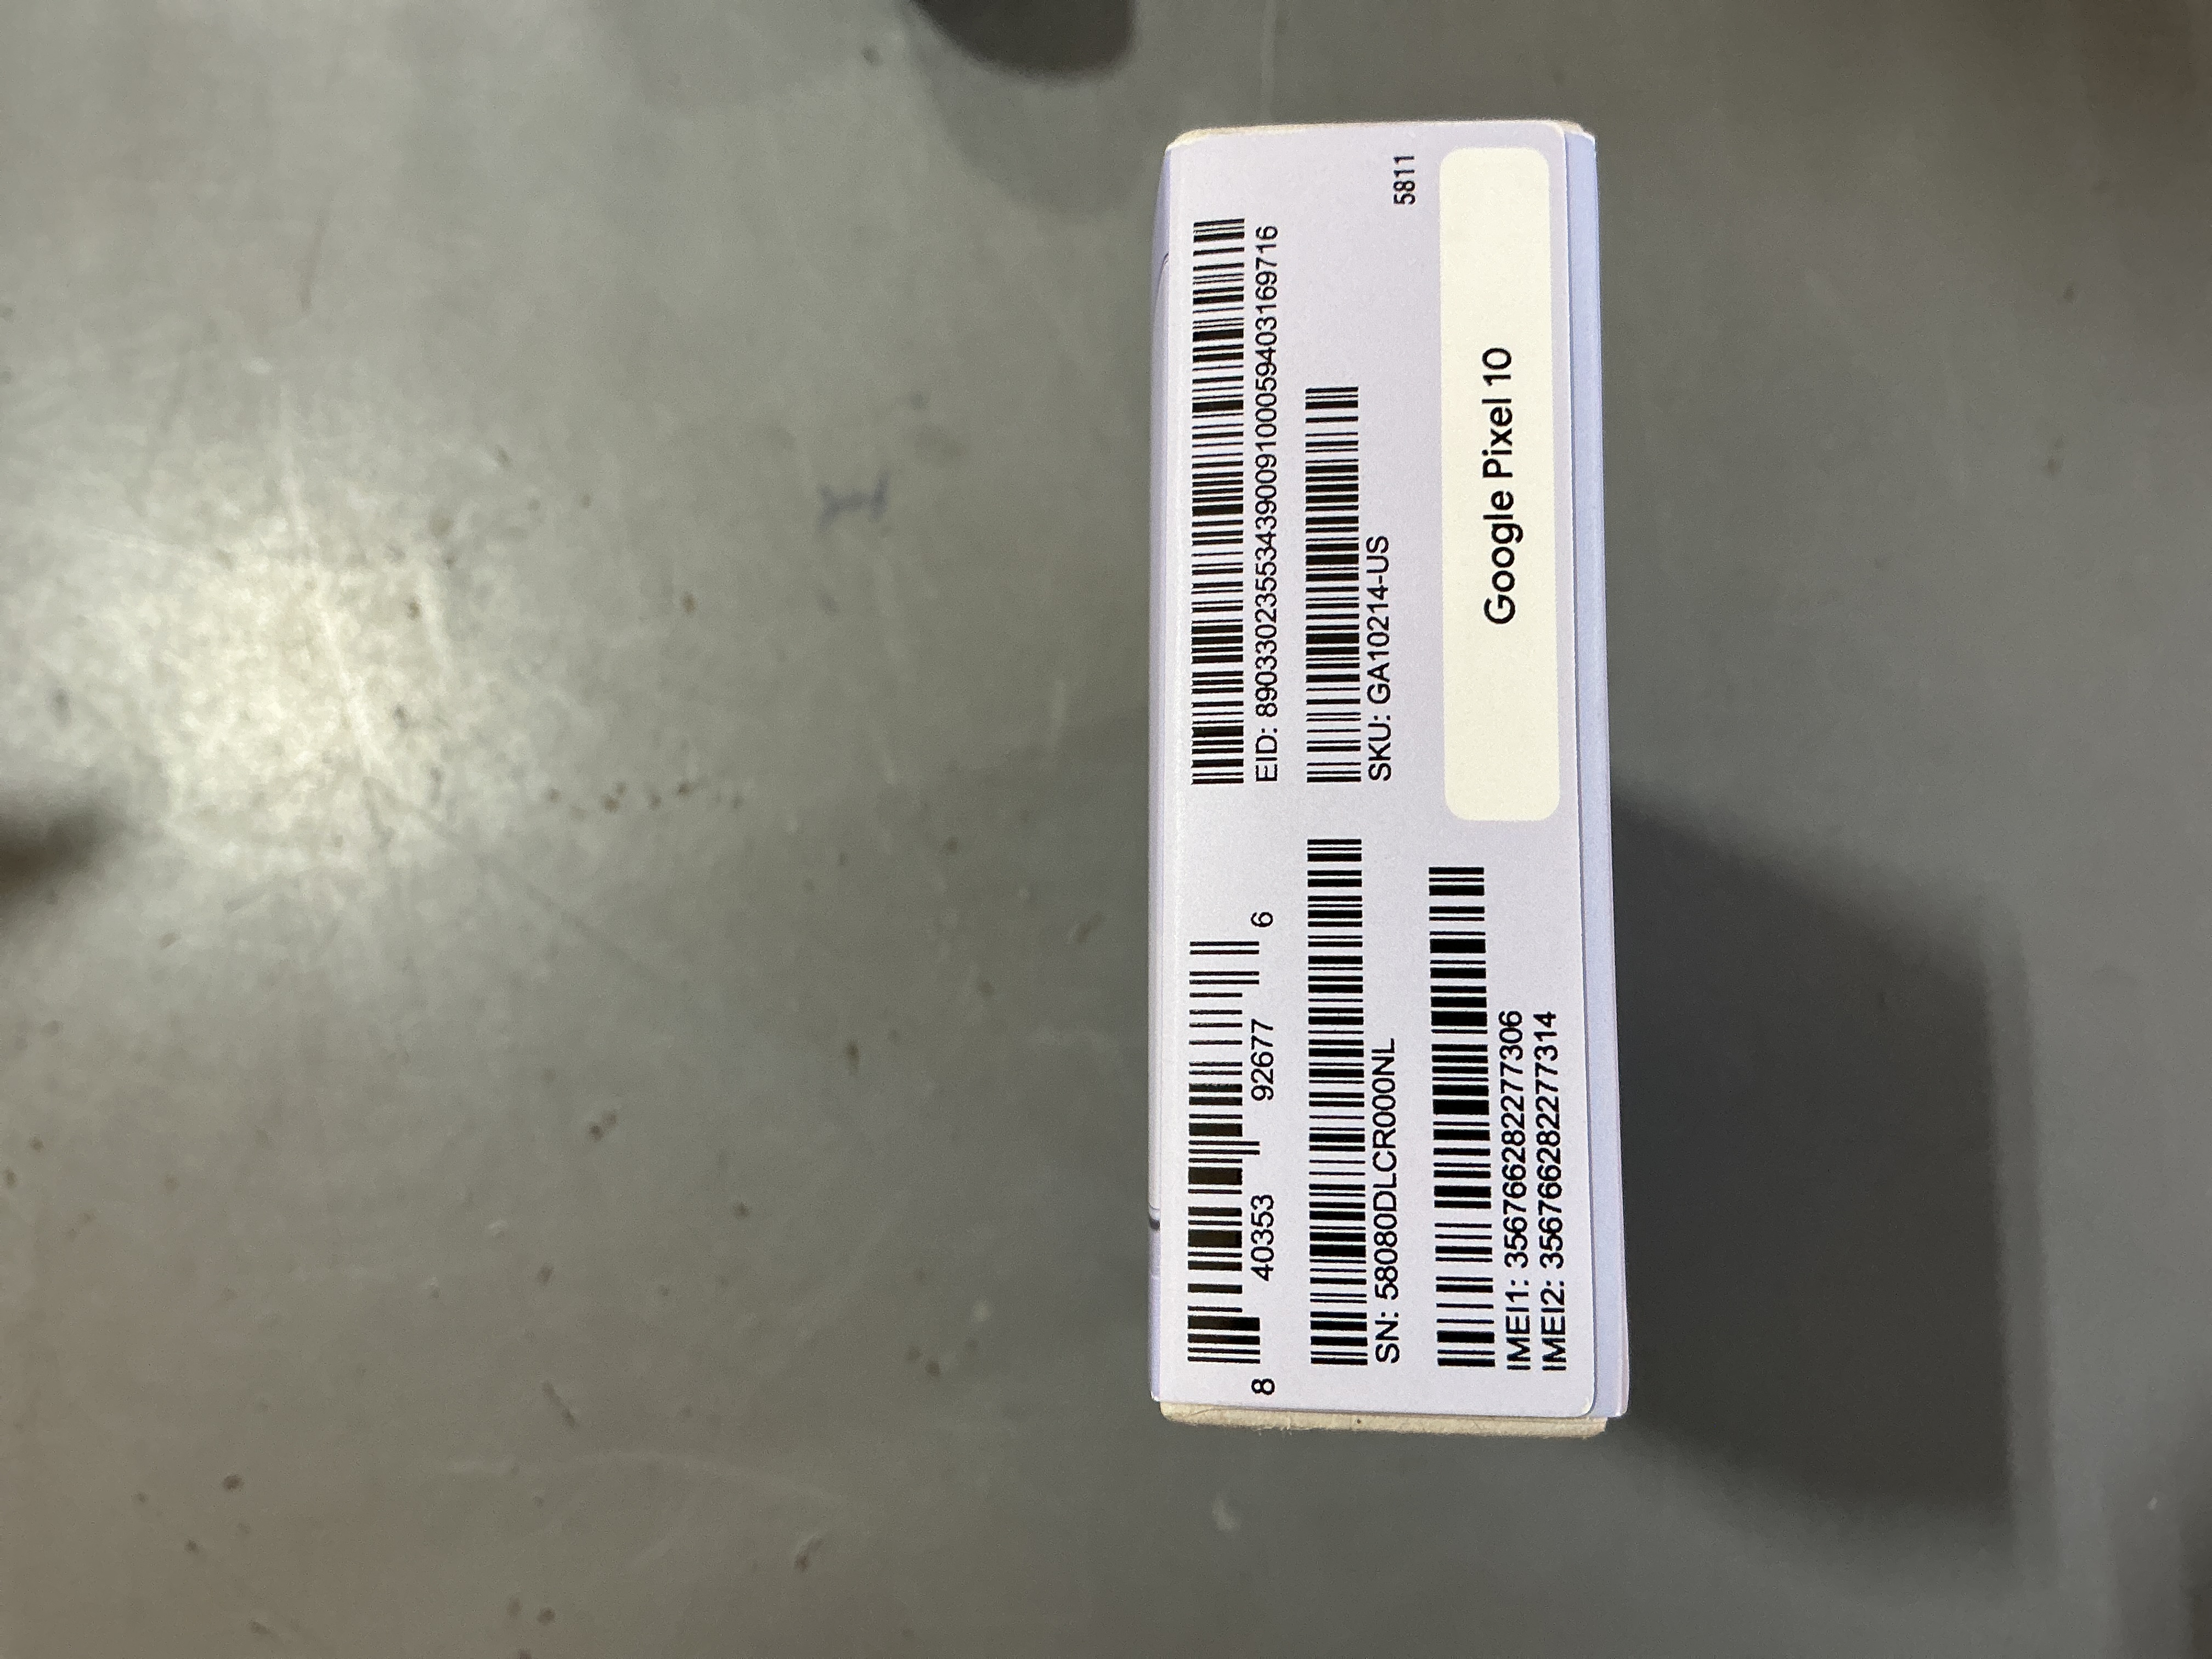 8 40353 92677 6
EID: 89033023553439009100059403169716
SN: 58080DLCR000NL
SKU: GA10214-US
5811
IMEI1: 356766282277306
IMEI2: 356766282277314
Google Pixel 10